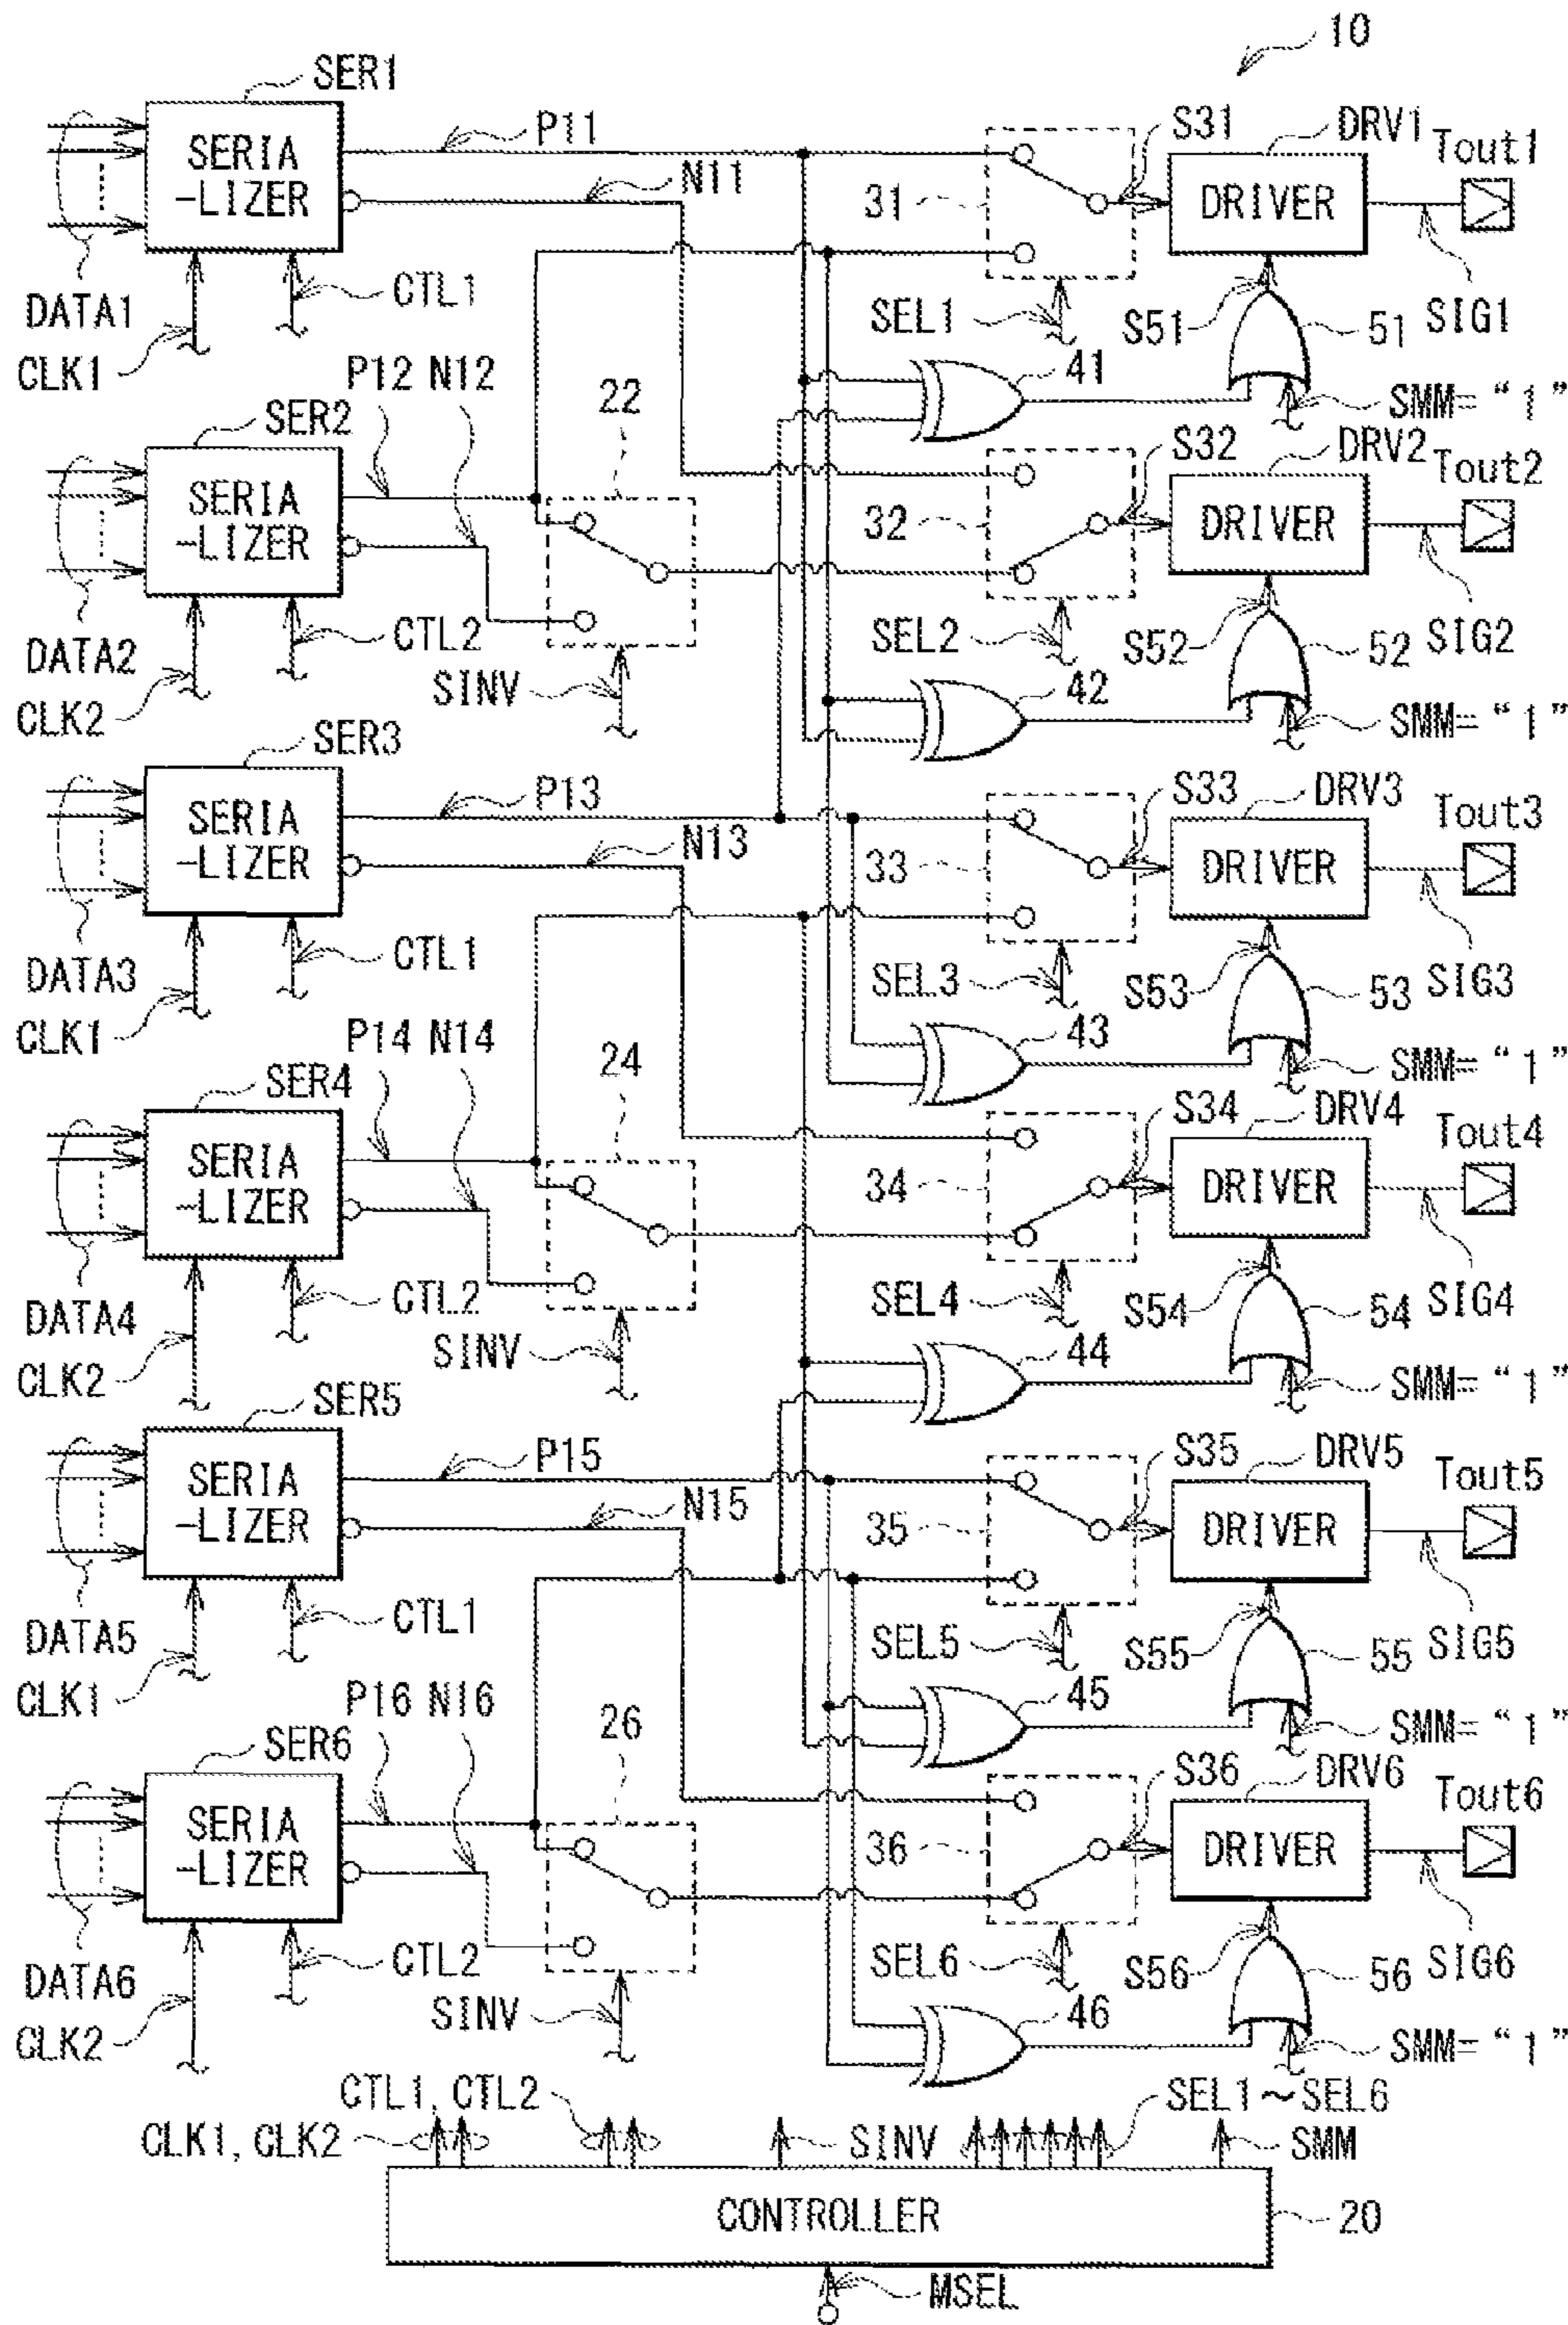 10
SER1
SERIA
-LIZER
P11
N11
31
S31
DRV1
DRIVER
Tout1
DATA1
CLK1
CTL1
SEL1
S51
51
SIG1
41
SMM="1"
SER2
SERIA
-LIZER
P12 N12
22
32
S32
DRV2
DRIVER
Tout2
DATA2
CLK2
CTL2
SINV
SEL2
S52
52
SIG2
42
SMM="1"
SER3
SERIA
-LIZER
P13
N13
33
S33
DRV3
DRIVER
Tout3
DATA3
CLK1
CTL1
SEL3
S53
53
SIG3
43
SMM="1"
SER4
SERIA
-LIZER
P14 N14
24
34
S34
DRV4
DRIVER
Tout4
DATA4
CLK2
CTL2
SINV
SEL4
S54
54
SIG4
44
SMM="1"
SER5
SERIA
-LIZER
P15
N15
35
S35
DRV5
DRIVER
Tout5
DATA5
CLK1
CTL1
SEL5
S55
55
SIG5
45
SMM="1"
SER6
SERIA
-LIZER
P16 N16
26
36
S36
DRV6
DRIVER
Tout6
DATA6
CLK2
CTL2
SINV
SEL6
S56
56
SIG6
46
SMM="1"
CLK1, CLK2
CTL1, CTL2
SINV
SEL1~SEL6
SMM
CONTROLLER
20
MSEL